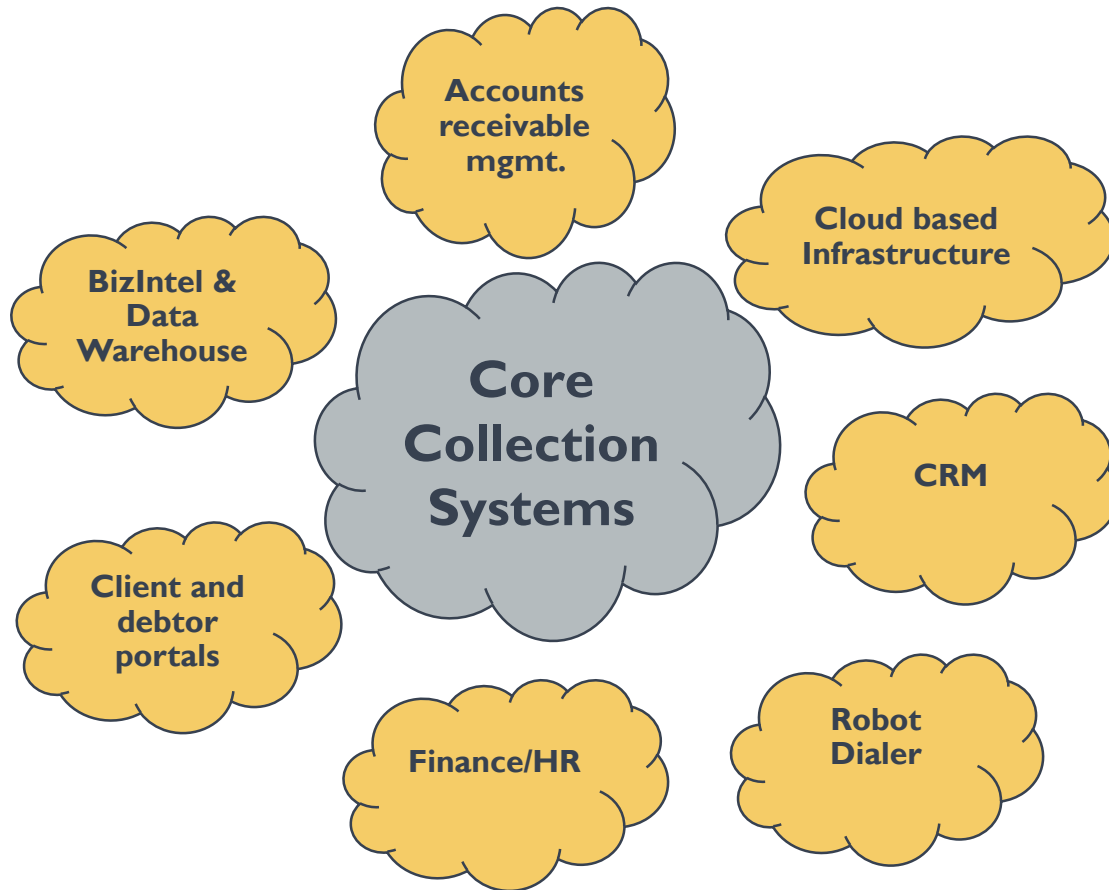 Accounts
receivable
mgmt.
Cloud based
Infrastructure
BizIntel &
Data
Warehouse
Core
Collection
Systems
CRM
Client and
debtor
portals
Robot
Dialer
Finance/HR